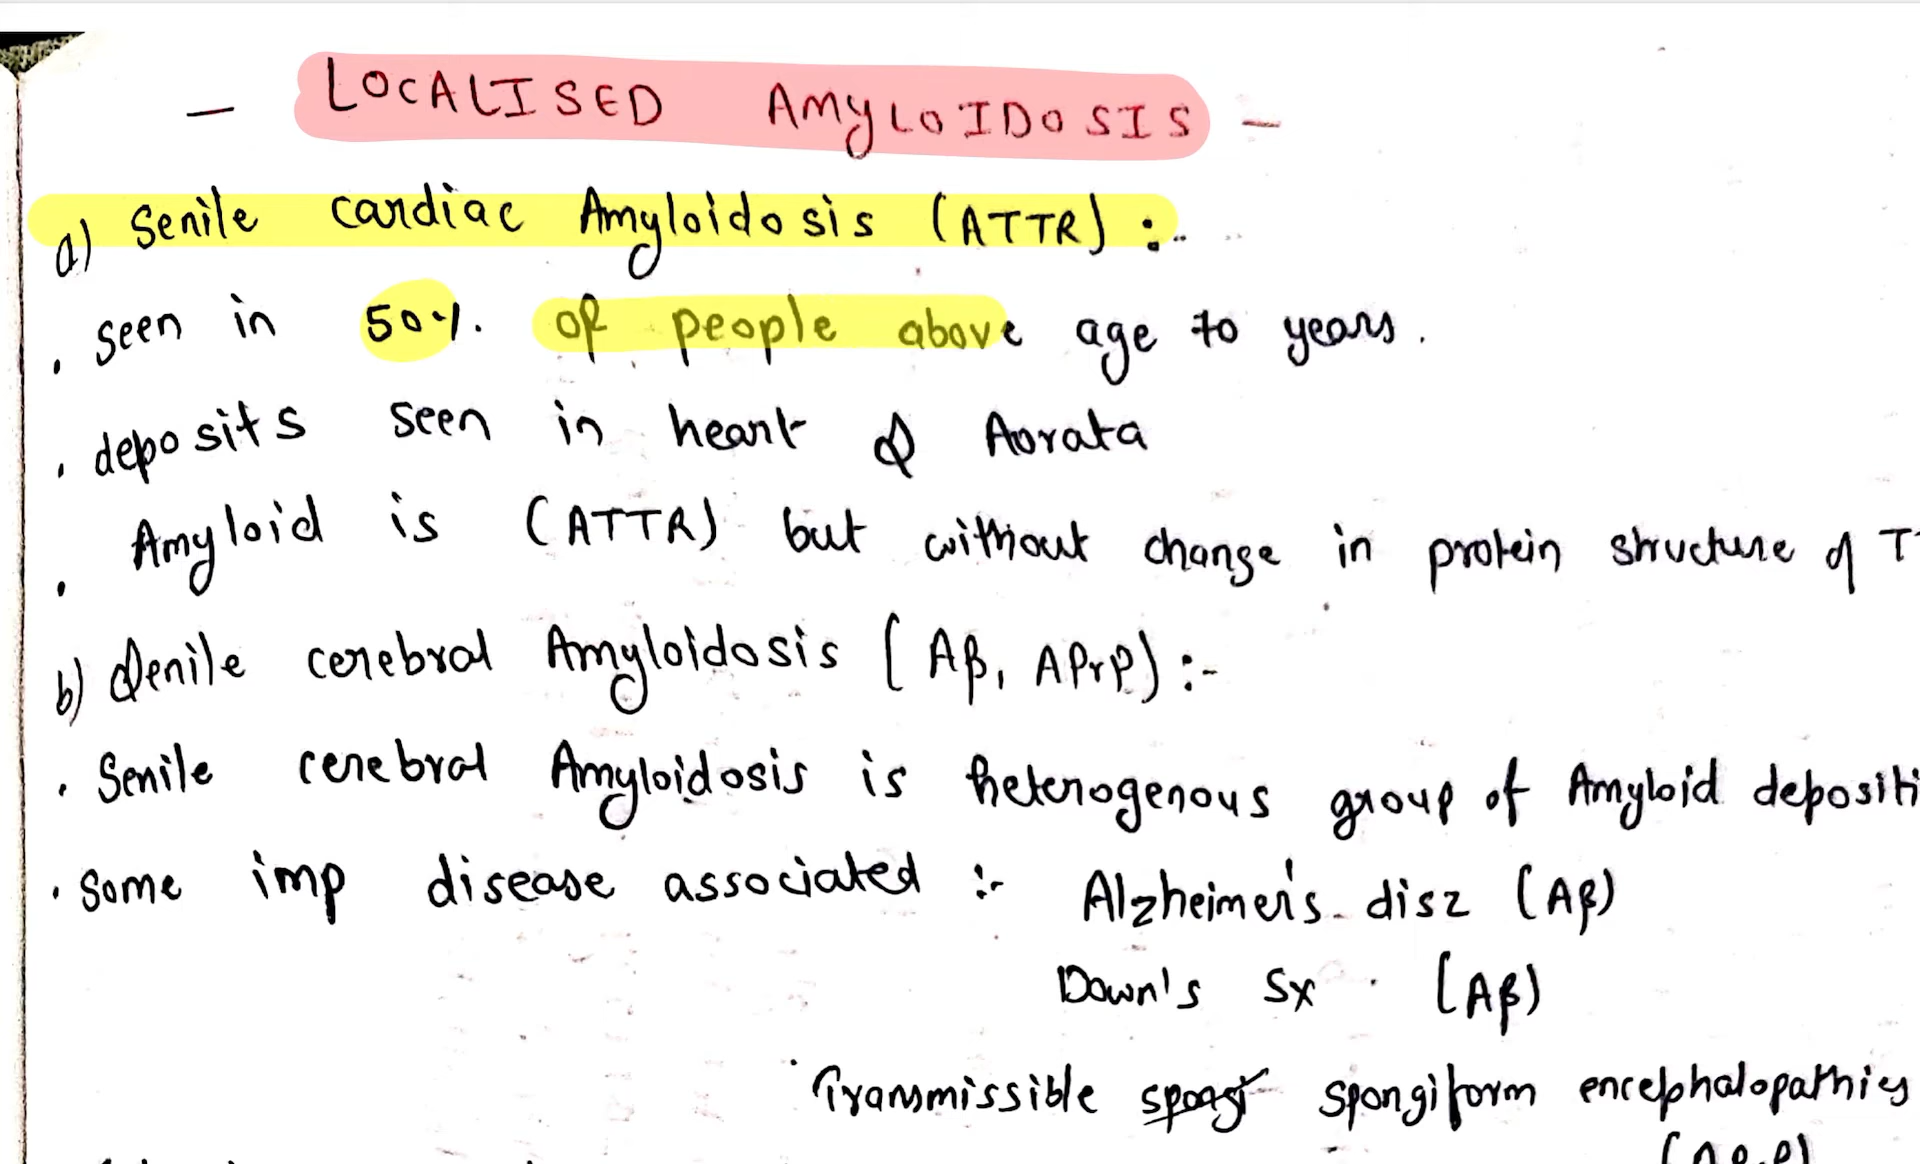 - LOCALISED AMYLOIDOSIS -
a) Senile cardiac Amyloidosis (ATTR) :-
. seen in 50%. of people above age 70 years.
. deposits seen in heart & Aorata
. Amyloid is (ATTR) but without change in protein structure of T
b) Senile cerebral Amyloidosis (Aβ, APrP) :-
. Senile cerebral Amyloidosis is heterogenous group of Amyloid depositi
. Some imp disease associated :- Alzheimer's disz (Aβ)
Down's Sx (Aβ)
Transmissible spongiform encephalopathies